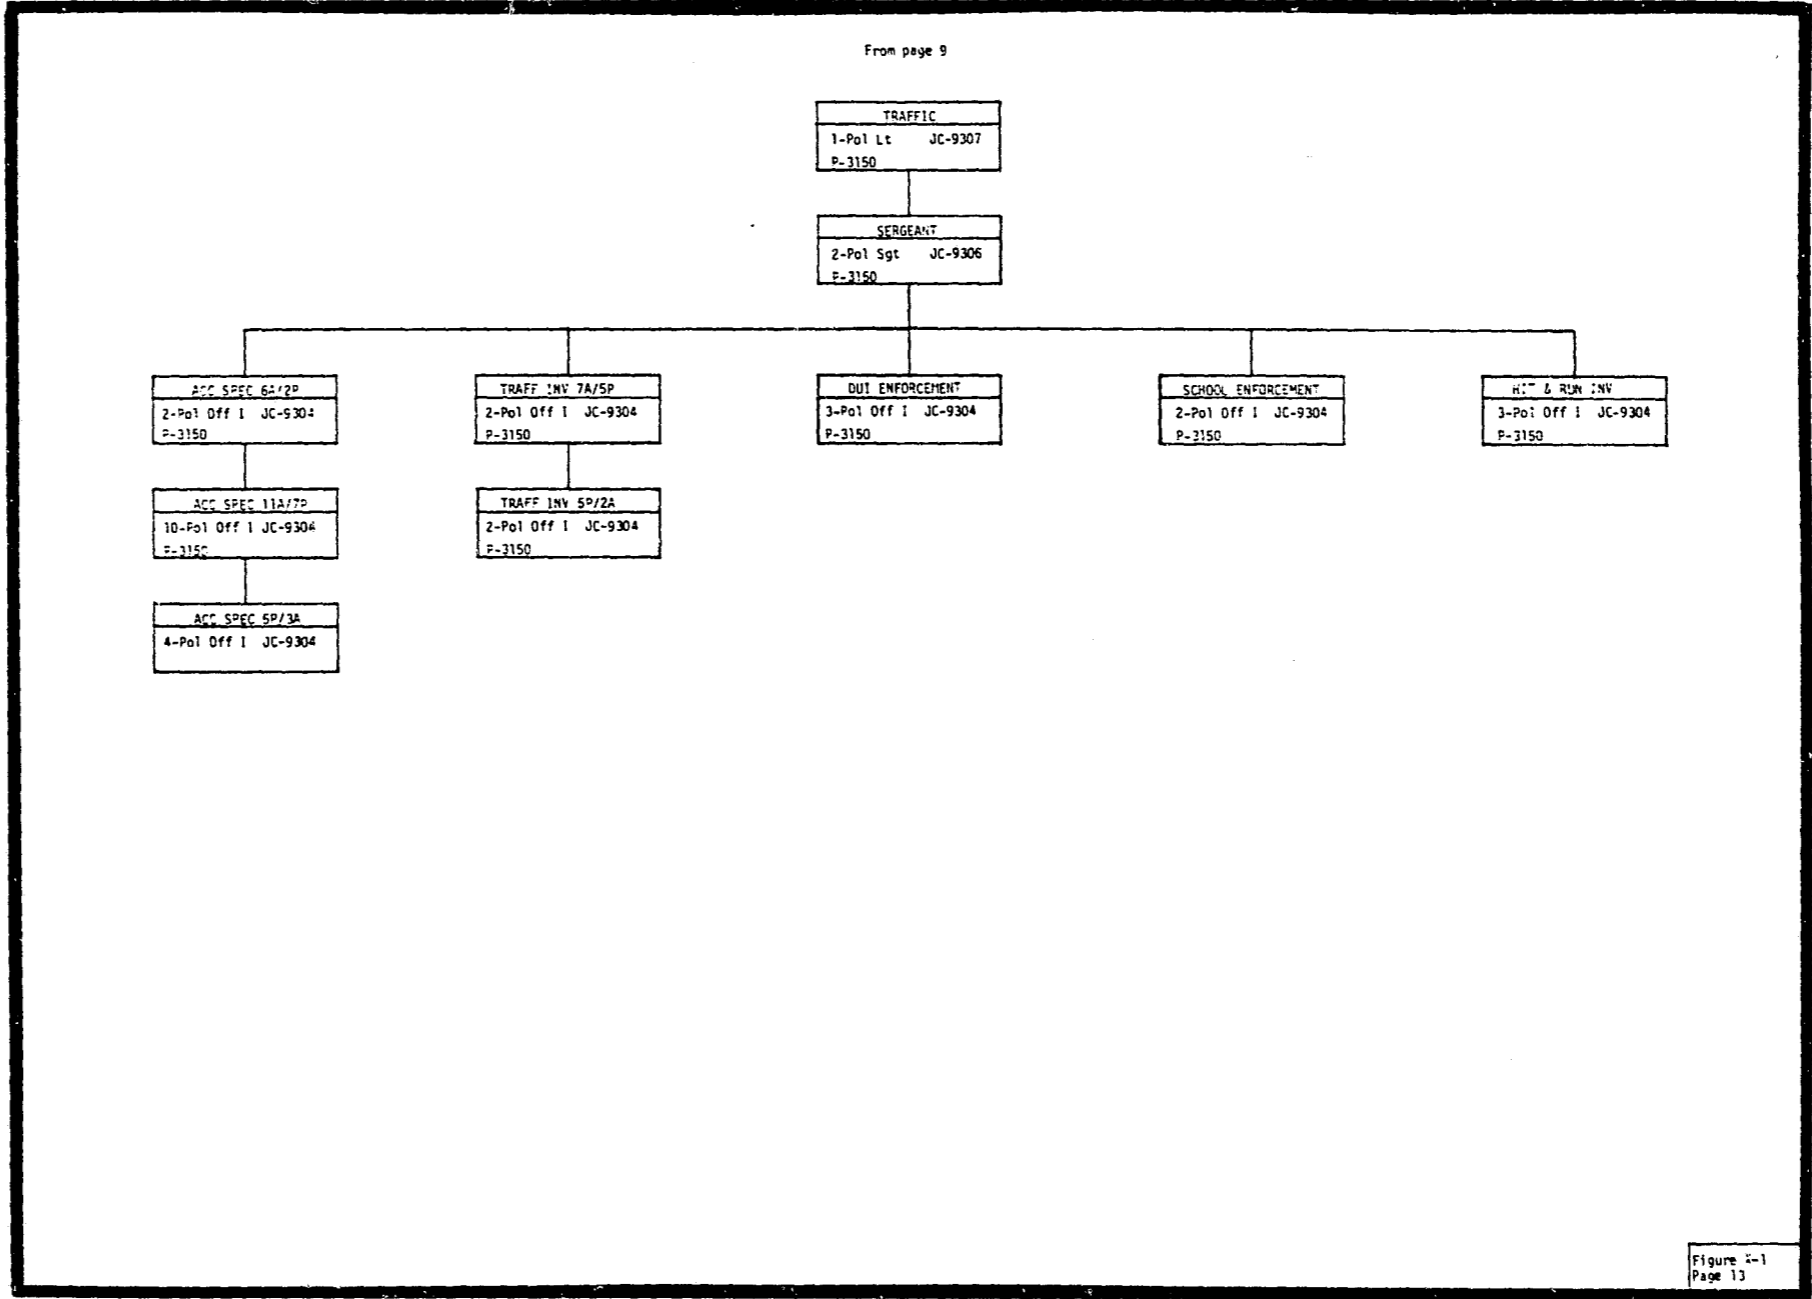 From page 9
TRAFFIC
1-Pol Lt JC-9307
P-3150
SERGEANT
2-Pol Sgt JC-9306
P-3150
ACC SPEC 6A/2P
2-Pol Off I JC-9304
P-3150
TRAFF INV 7A/5P
2-Pol Off I JC-9304
P-3150
DUI ENFORCEMENT
3-Pol Off I JC-9304
P-3150
SCHOOL ENFORCEMENT
2-Pol Off I JC-9304
P-3150
HIT & RUN INV
3-Pol Off I JC-9304
P-3150
ACC SPEC 11A/7P
10-Pol Off I JC-9304
P-3150
TRAFF INV 5P/2A
2-Pol Off I JC-9304
P-3150
ACC SPEC 5P/3A
4-Pol Off I JC-9304
Figure
Page 13